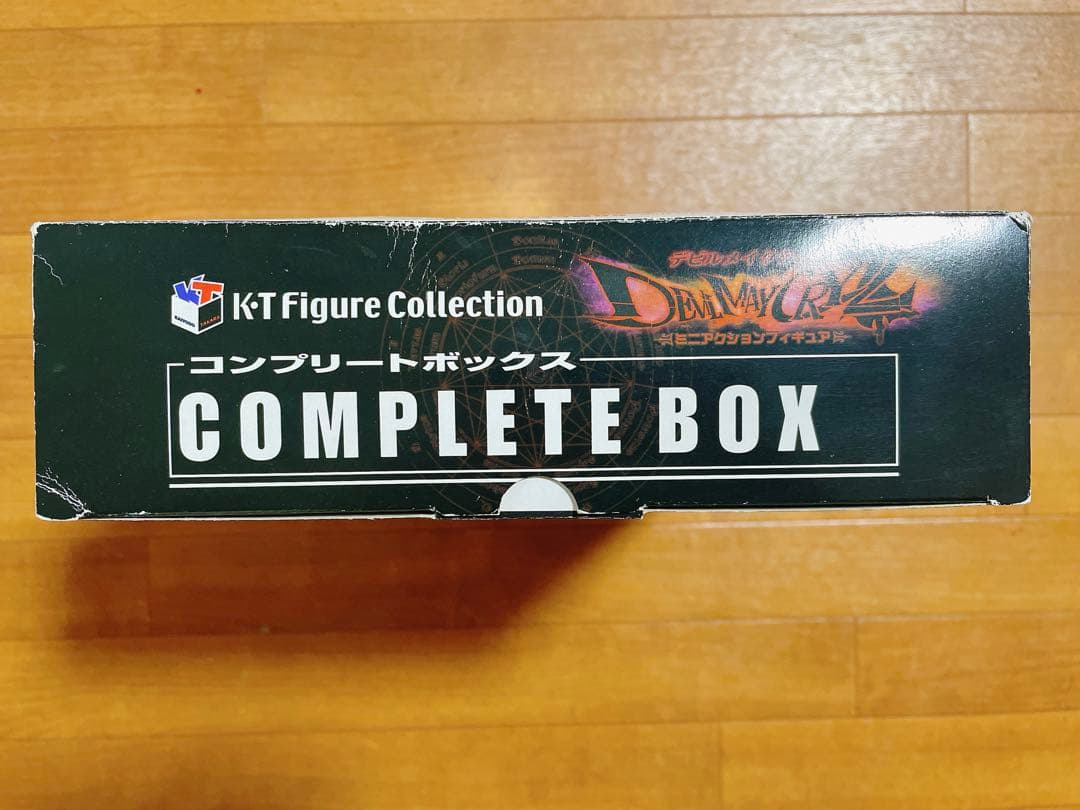 K・T Figure Collection
デビルメイクライ
DEVIL MAY CRY 2
ミニアクションフィギュア
コンプリートボックス
COMPLETE BOX